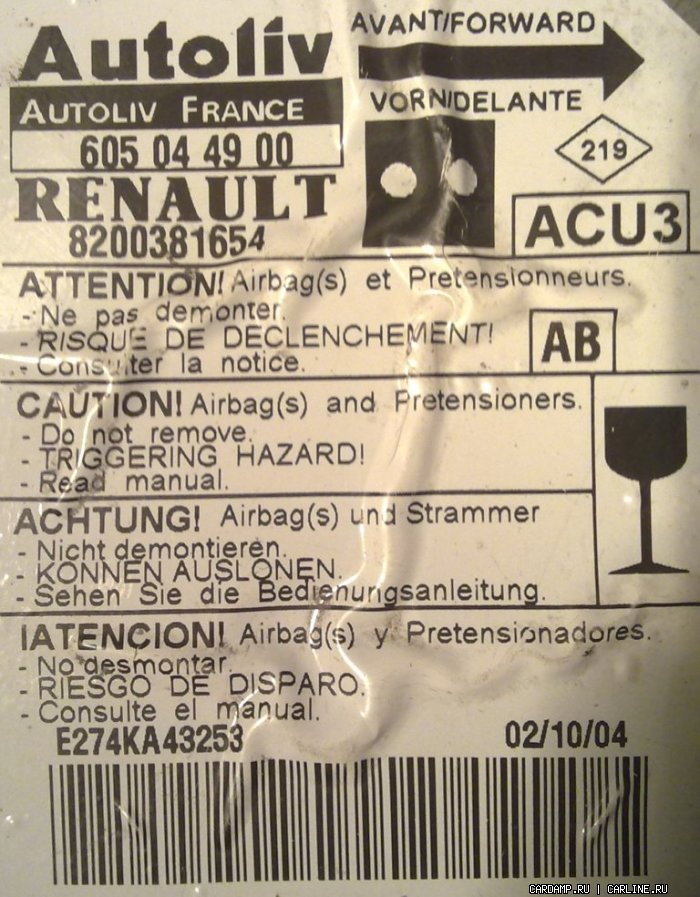 Autoliv
AUTOLIV FRANCE
605 04 49 00
RENAULT
8200381654
AVANT/FORWARD
VORN/DELANTE
219
ACU3
ATTENTION! Airbag(s) et Pretensionneurs.
- Ne pas demonter.
- RISQUE DE DECLENCHEMENT!
- Consulter la notice.
AB
CAUTION! Airbag(s) and Pretensioners.
- Do not remove.
- TRIGGERING HAZARD!
- Read manual.
ACHTUNG! Airbag(s) und Strammer
- Nicht demontieren.
- KONNEN AUSLONEN.
- Sehen Sie die Bedienungsanleitung.
IATENCION! Airbag(s) y Pretensionadores.
- No desmontar.
- RIESGO DE DISPARO.
- Consulte el manual.
E274KA43253
02/10/04
CARDAMP.RU | CARLINE.RU